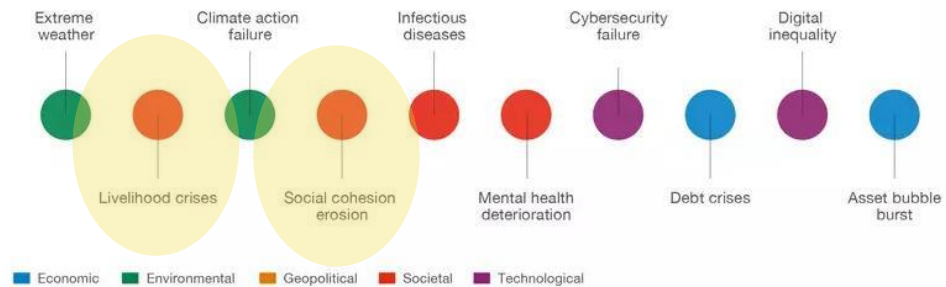 Extreme
weather
Climate action
failure
Infectious
diseases
Cybersecurity
failure
Digital
inequality
Livelihood crises
Social cohesion
erosion
Mental health
deterioration
Debt crises
Asset bubble
burst
Economic
Environmental
Geopolitical
Societal
Technological